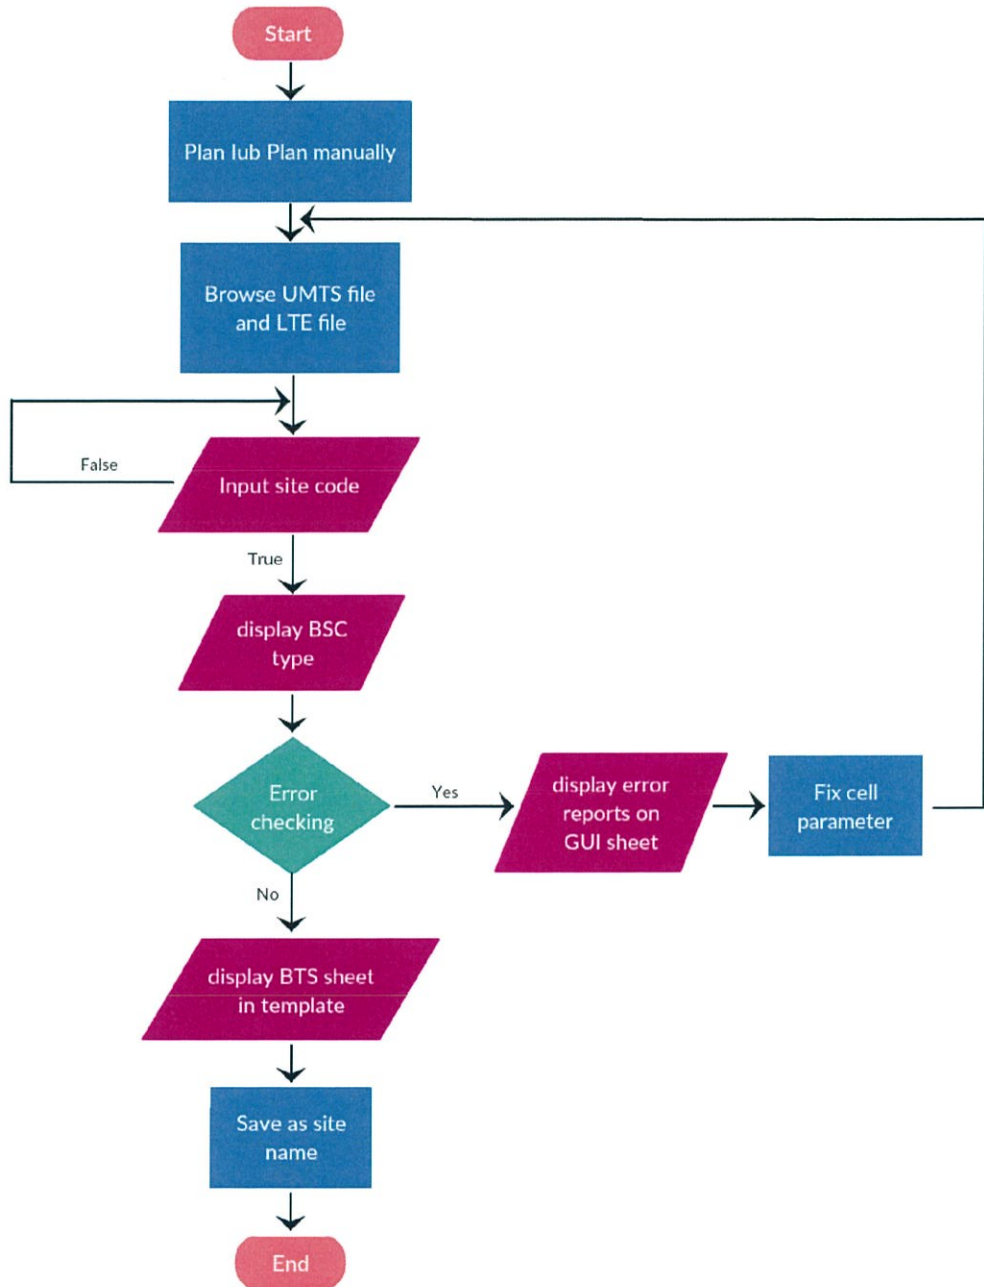 Start
Plan Iub Plan manually
Browse UMTS file
and LTE file
False
Input site code
True
display BSC
type
Error
checking
Yes
display error
reports on
GUI sheet
Fix cell
parameter
No
display BTS sheet
in template
Save as site
name
End